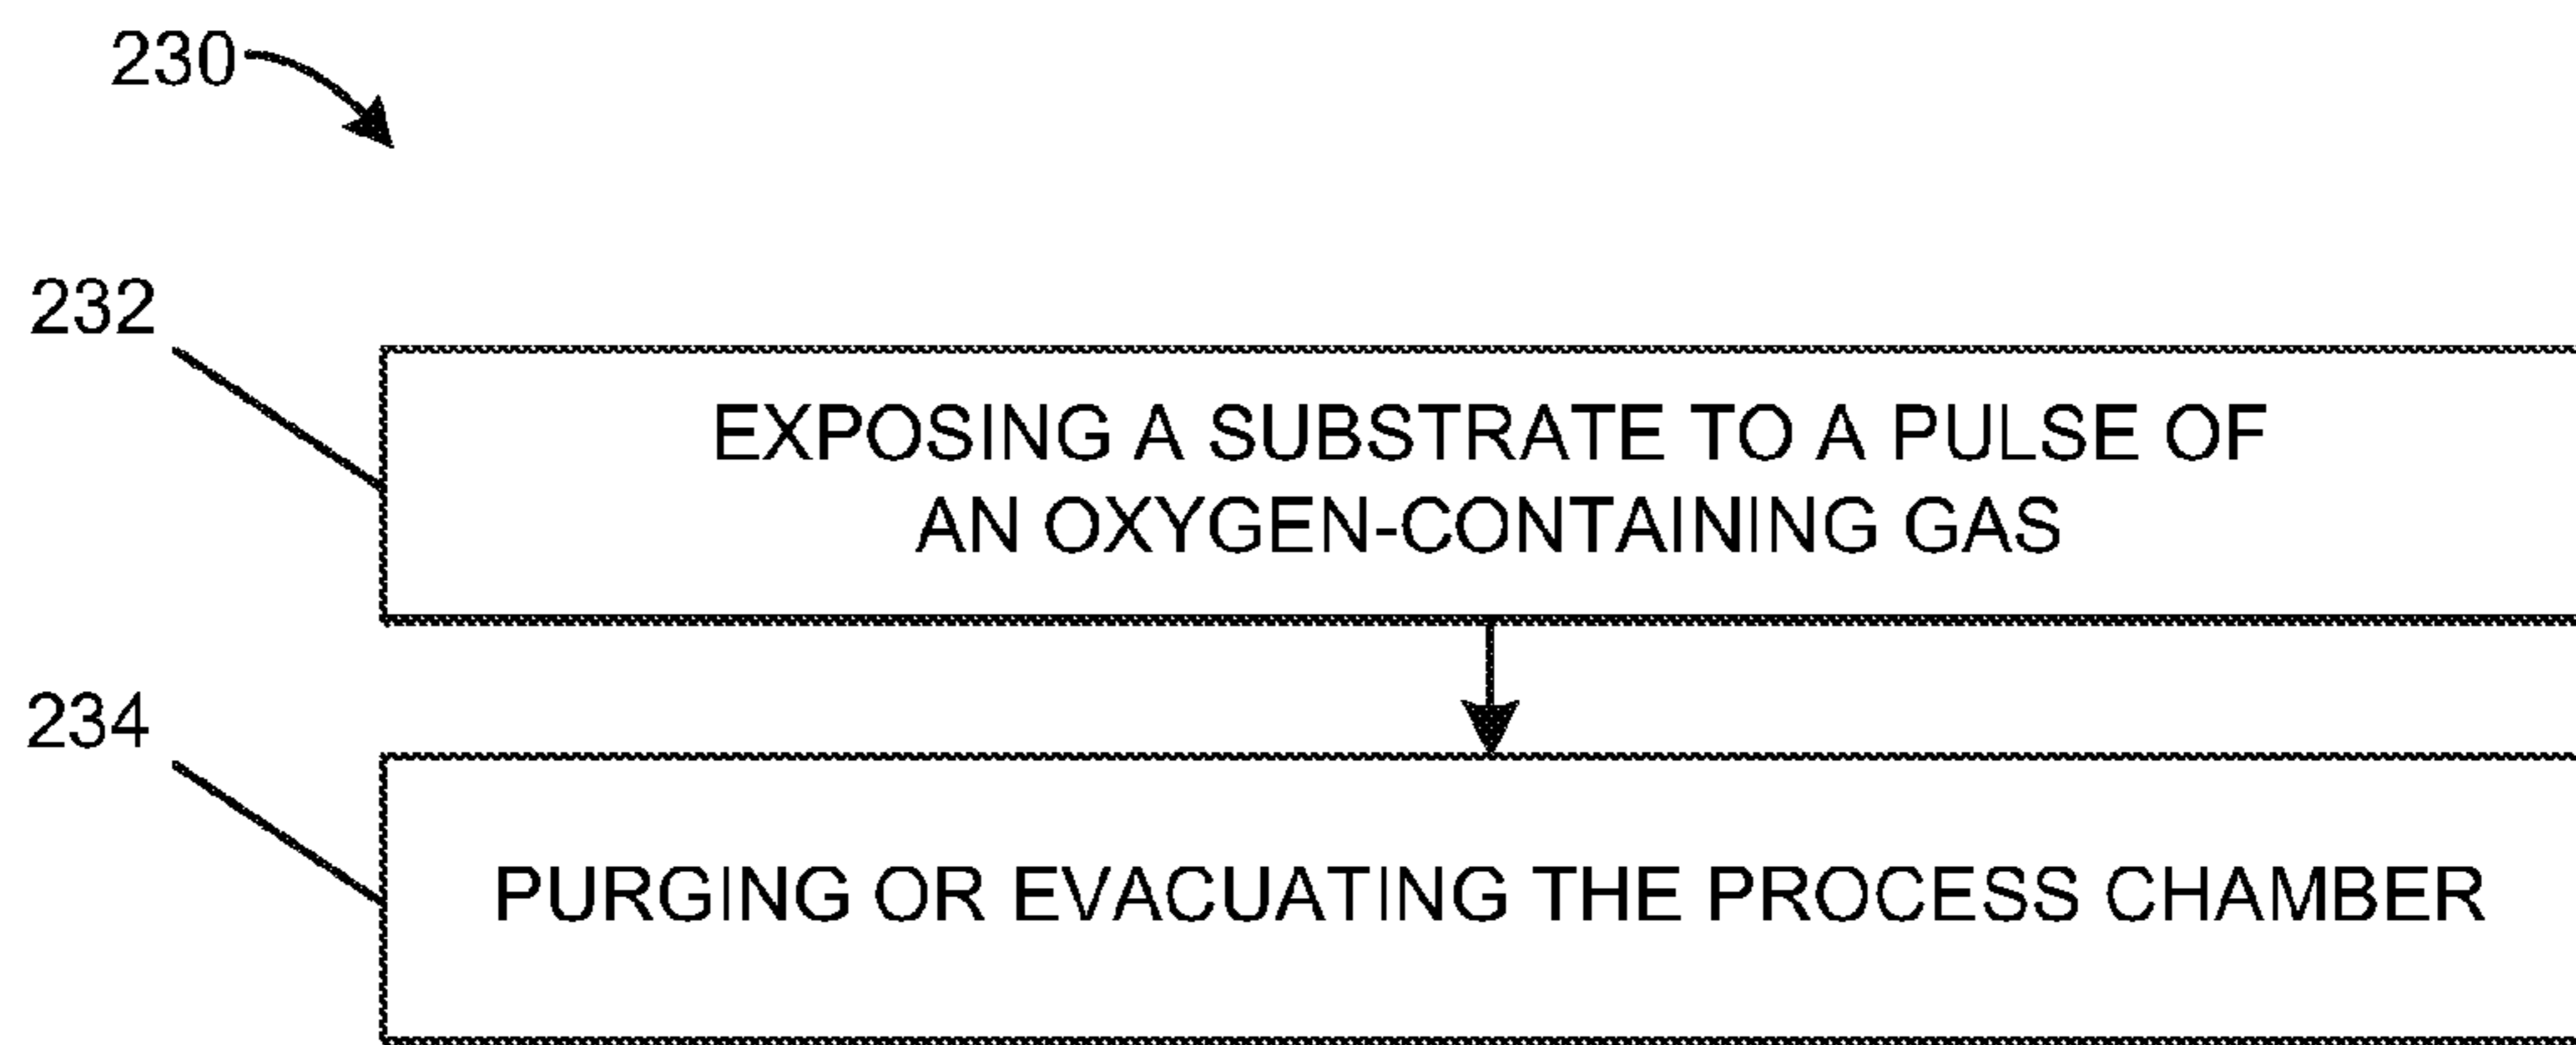 230
232
EXPOSING A SUBSTRATE TO A PULSE OF
AN OXYGEN-CONTAINING GAS
234
PURGING OR EVACUATING THE PROCESS CHAMBER